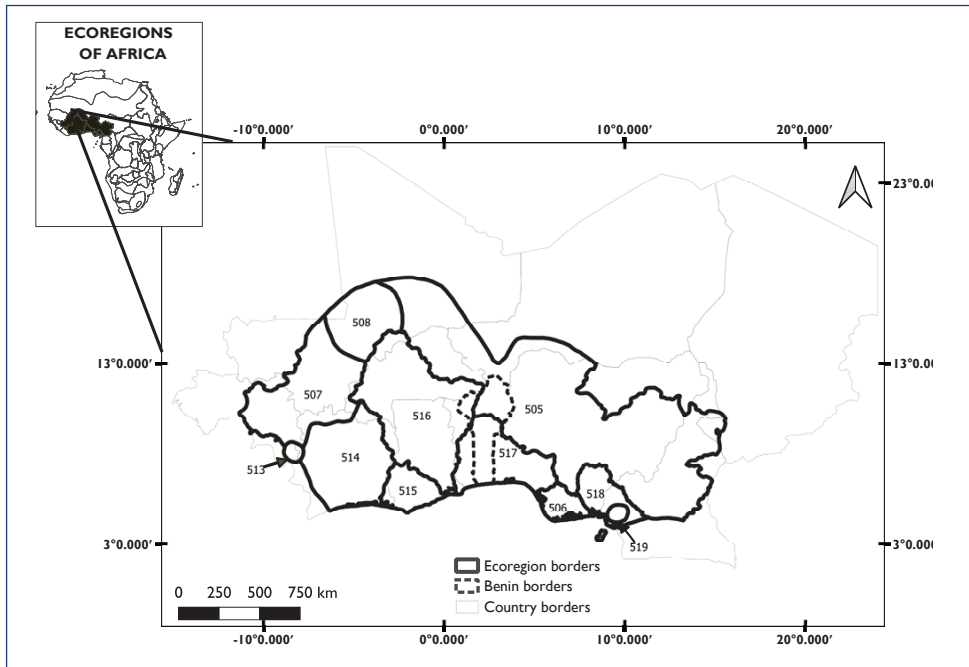 ECOREGIONS
OF AFRICA
-10°0.000′ 0°0.000′ 10°0.000′ 20°0.000′
23°0.0(
508
13°0.000′ 13°0.0(
507 516 505
513 514 517
515 518
506
3°0.000′ 519 3°0.0(
Ecoregion borders
Benin borders
Country borders
0 250 500 750 km
-10°0.000′ 0°0.000′ 10°0.000′ 20°0.000′